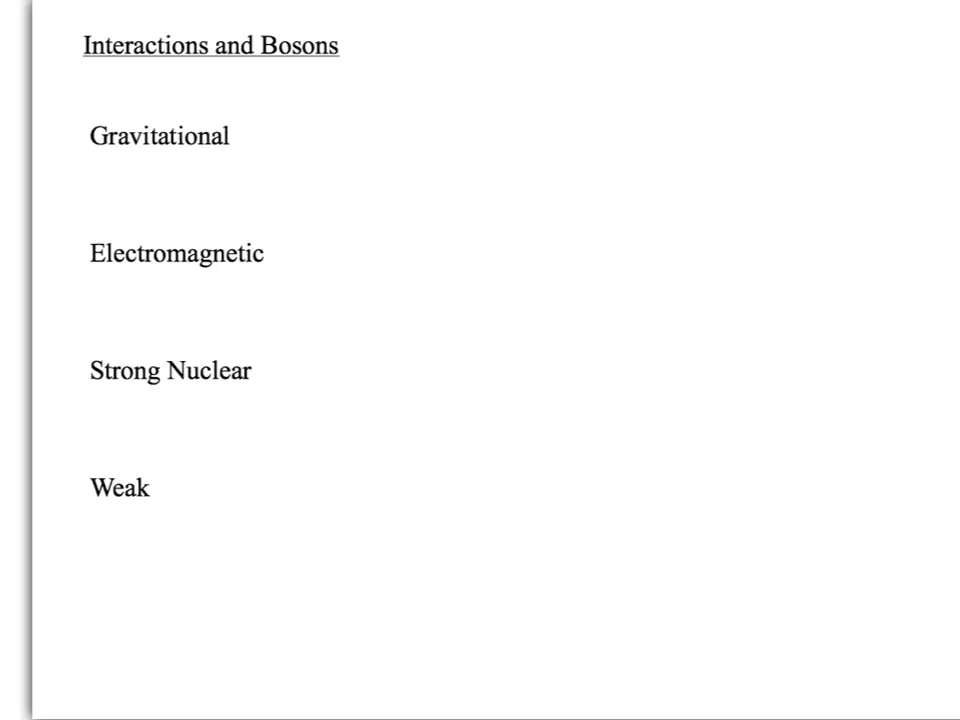 Interactions and Bosons
Gravitational
Electromagnetic
Strong Nuclear
Weak